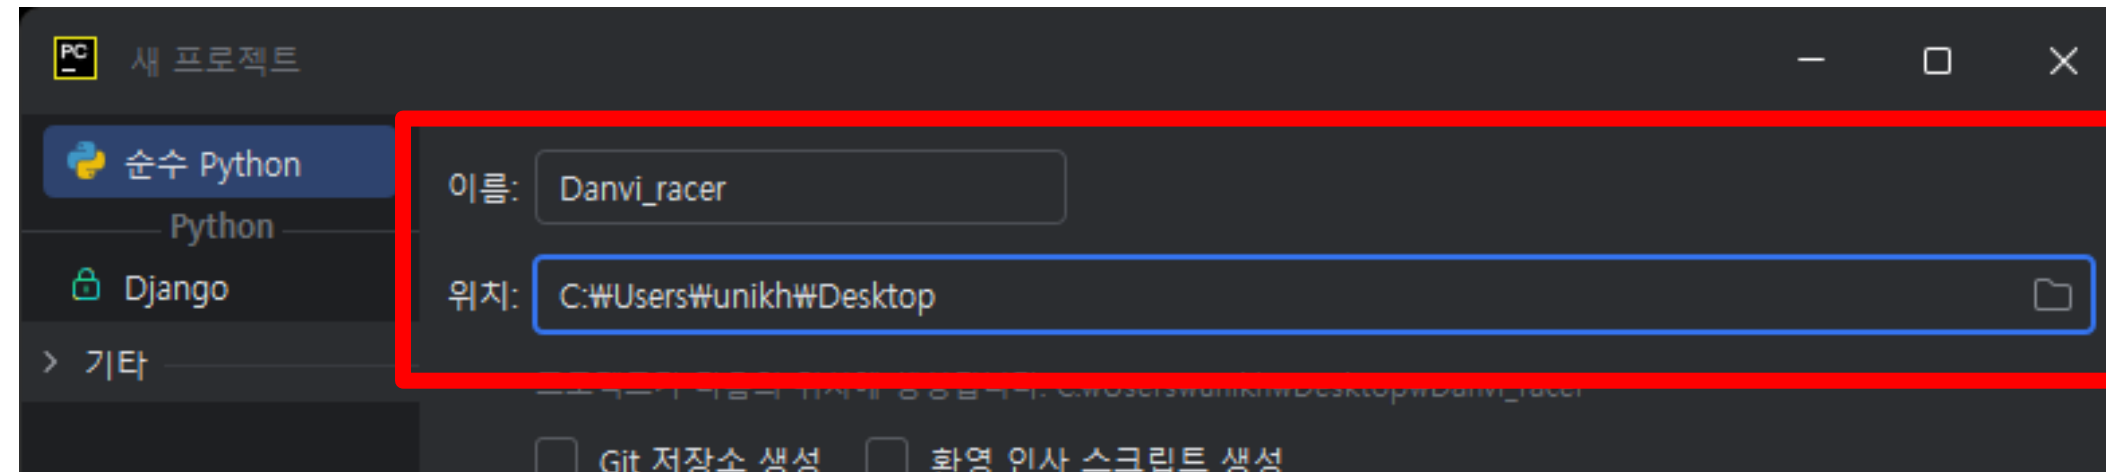 PC 새 프로젝트
순수 Python
Python
Django
기타
이름: Danvi_racer
위치: C:₩Users₩unikh₩Desktop
Git 저장소 생성 환영 인사 스크립트 생성